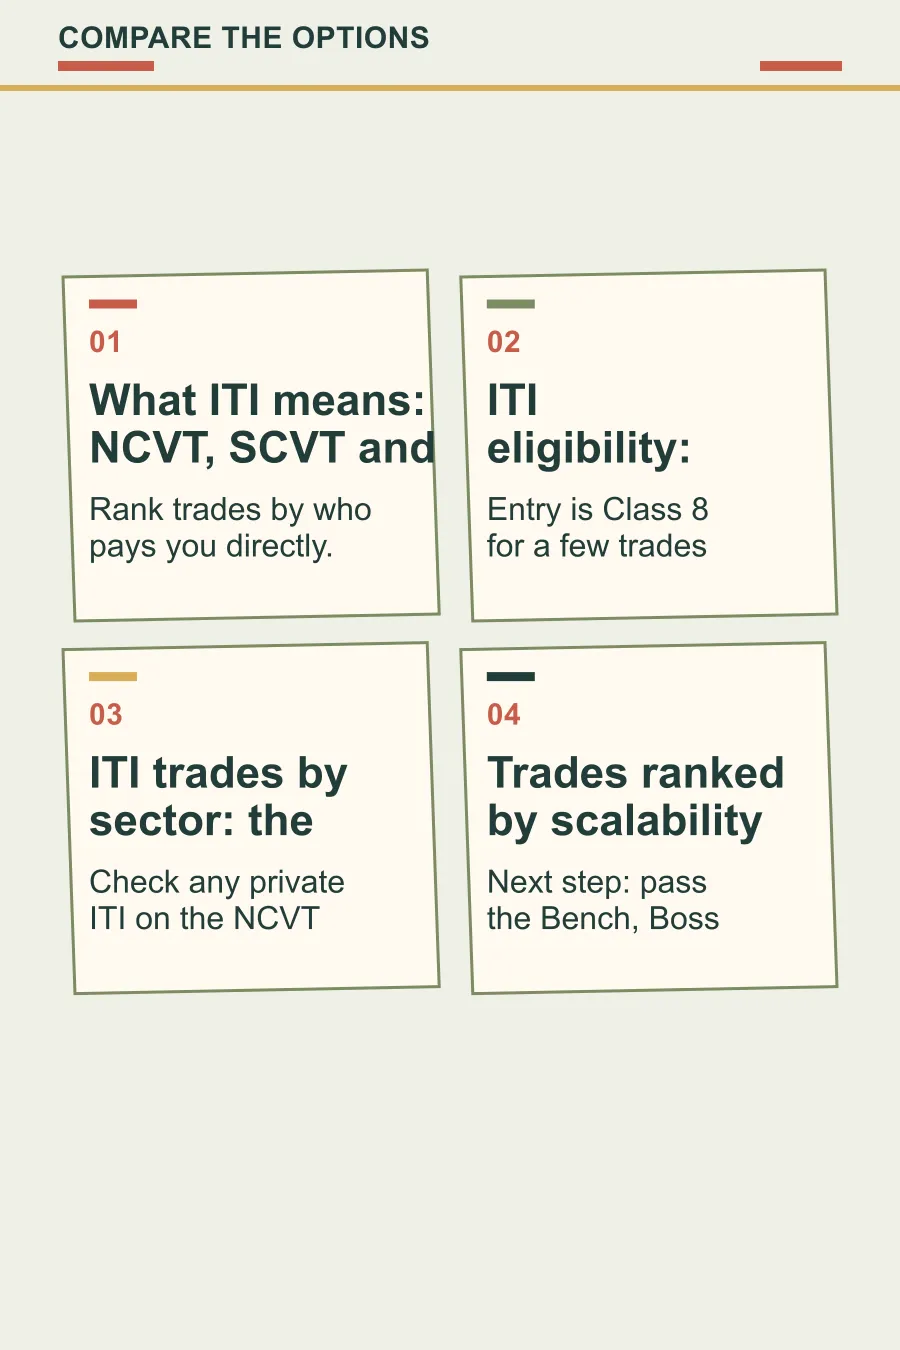 COMPARE THE OPTIONS
01
What ITI means:
NCVT, SCVT and
Rank trades by who
pays you directly.
02
ITI
eligibility:
Entry is Class 8
for a few trades
03
ITI trades by
sector: the
Check any private
ITI on the NCVT
04
Trades ranked
by scalability
Next step: pass
the Bench, Boss